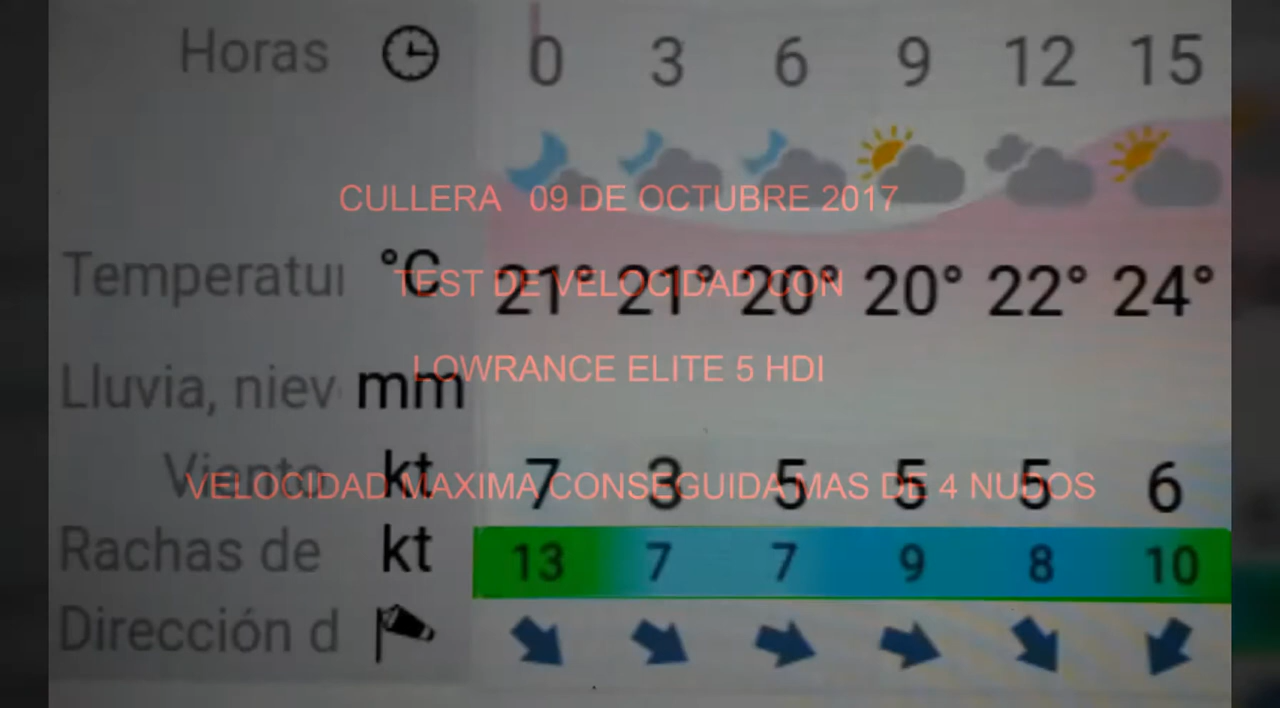 Horas 0 3 6 9 12 15
CULLERA 09 DE OCTUBRE 2017
Temperatur °C 21° 21° 20° 20° 22° 24°
TEST DE VELOCIDAD CON
LOWRANCE ELITE 5 HDI
Lluvia, niev mm
Viento kt 7 3 5 5 5 6
VELOCIDAD MAXIMA CONSEGUIDA MAS DE 4 NUDOS
Rachas de kt 13 7 7 9 8 10
Dirección d